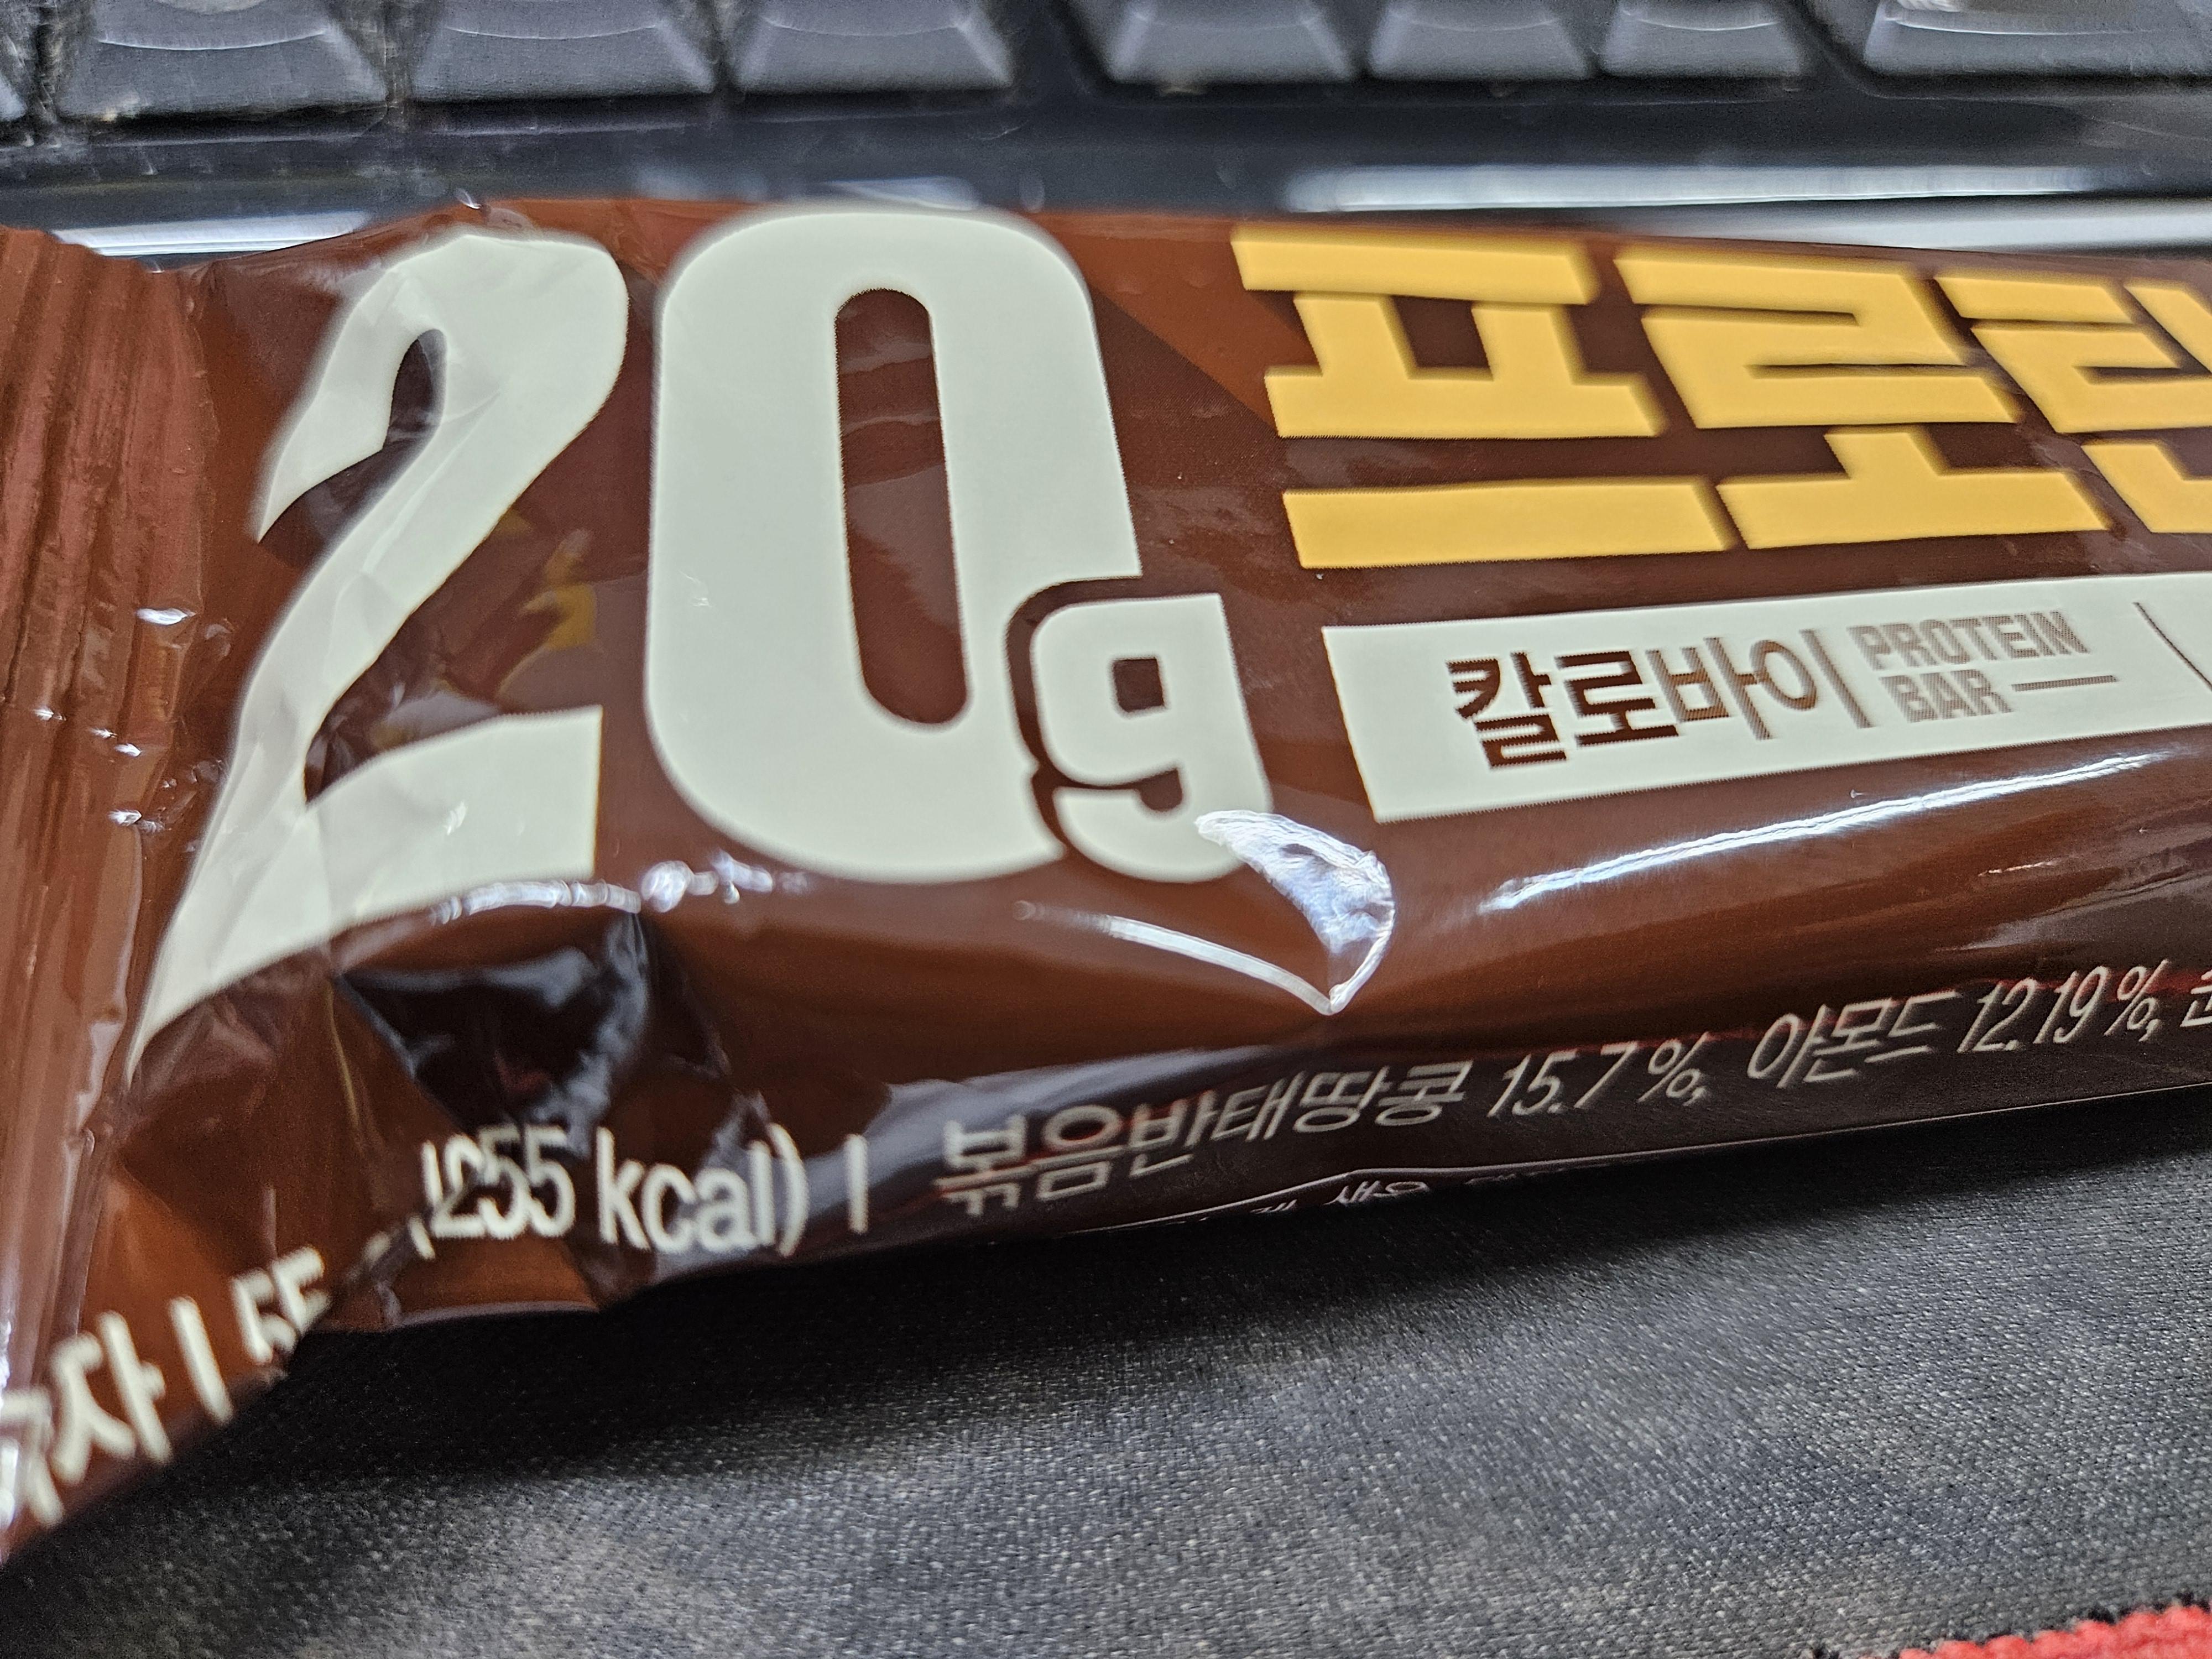 20g
프로틴
칼로바이 PROTEIN
BAR
(255 kcal) | 볶음반태땅콩 15.7 %, 아몬드 12.19 %,